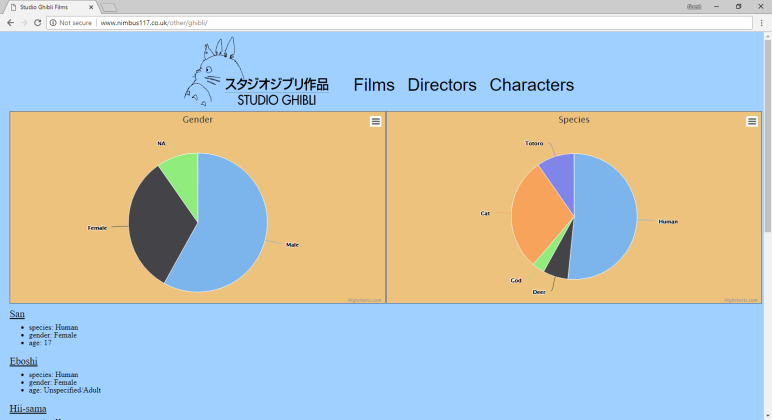 Studio Ghibli Films
Guest
Not secure | www.nimbus117.co.uk/other/ghibli/
スタジオジブリ作品
STUDIO GHIBLI
Films Directors Characters
Gender
NA
Female
Male
Highcharts.com
Species
Totoro
Cat
Human
God
Deer
Highcharts.com
San
species: Human
gender: Female
age: 17
Eboshi
species: Human
gender: Female
age: Unspecified/Adult
Hii-sama